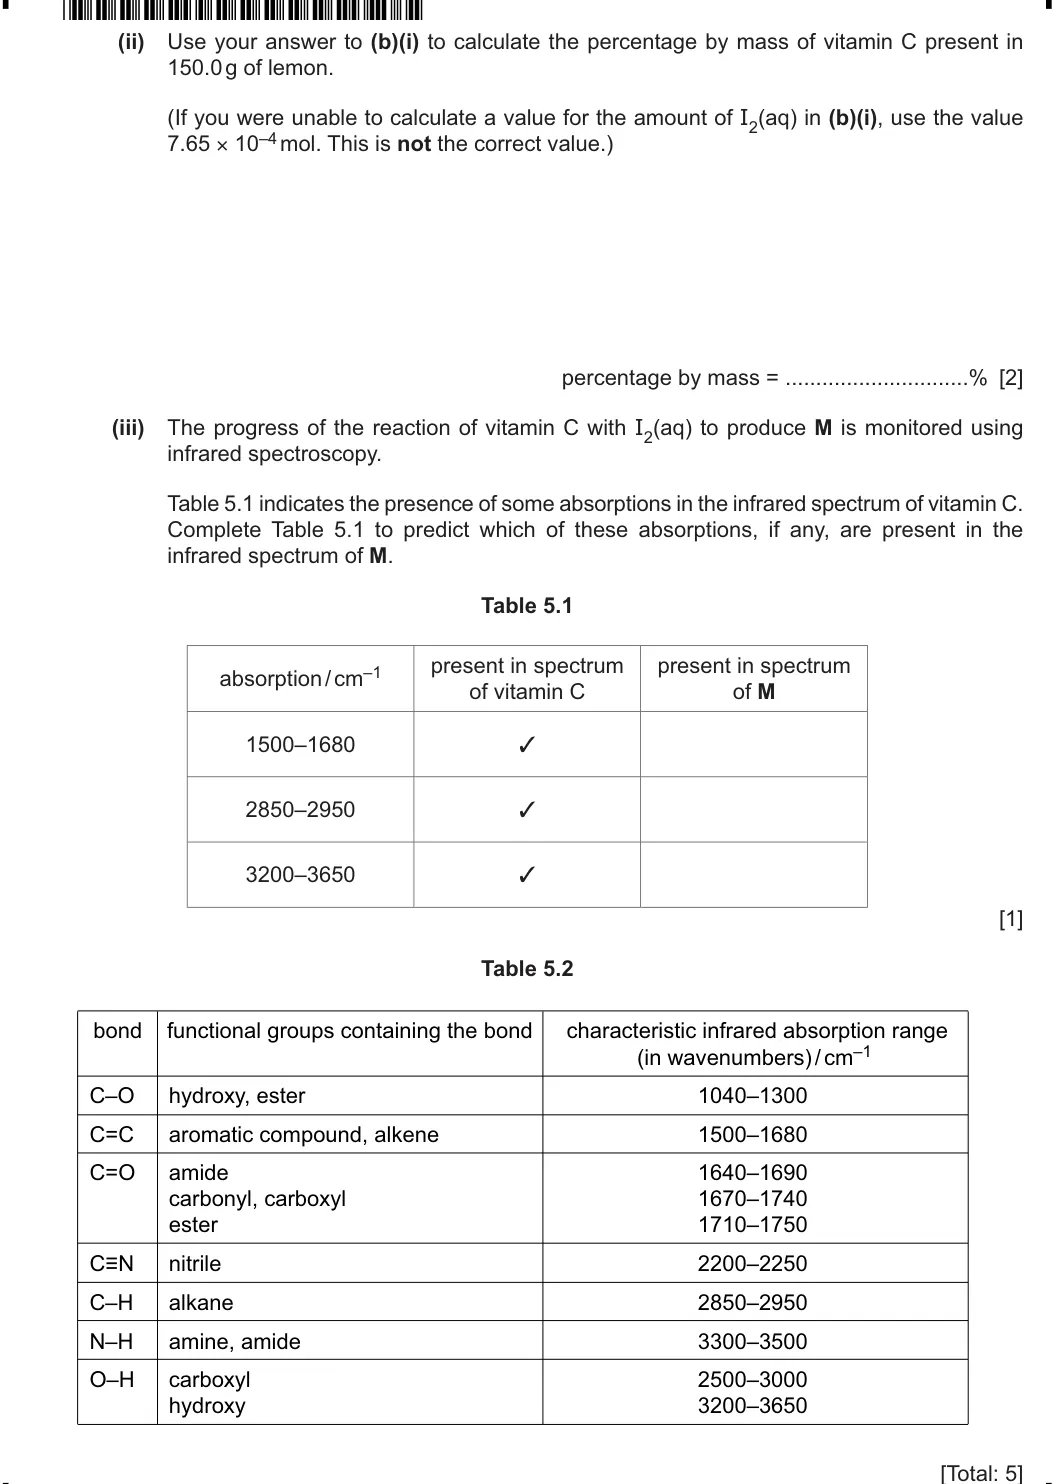 (ii) Use your answer to (b)(i) to calculate the percentage by mass of vitamin C present in
150.0 g of lemon.
(If you were unable to calculate a value for the amount of I₂(aq) in (b)(i), use the value
7.65 × 10⁻⁴ mol. This is not the correct value.)
percentage by mass = ..............................% [2]
(iii) The progress of the reaction of vitamin C with I₂(aq) to produce M is monitored using
infrared spectroscopy.
Table 5.1 indicates the presence of some absorptions in the infrared spectrum of vitamin C.
Complete Table 5.1 to predict which of these absorptions, if any, are present in the
infrared spectrum of M.
Table 5.1
absorption / cm⁻¹ present in spectrum of vitamin C present in spectrum of M
1500–1680 ✓
2850–2950 ✓
3200–3650 ✓
[1]
Table 5.2
bond functional groups containing the bond characteristic infrared absorption range
(in wavenumbers) / cm⁻¹
C–O hydroxy, ester 1040–1300
C=C aromatic compound, alkene 1500–1680
C=O amide 1640–1690
carbonyl, carboxyl 1670–1740
ester 1710–1750
C≡N nitrile 2200–2250
C–H alkane 2850–2950
N–H amine, amide 3300–3500
O–H carboxyl 2500–3000
hydroxy 3200–3650
[Total: 5]